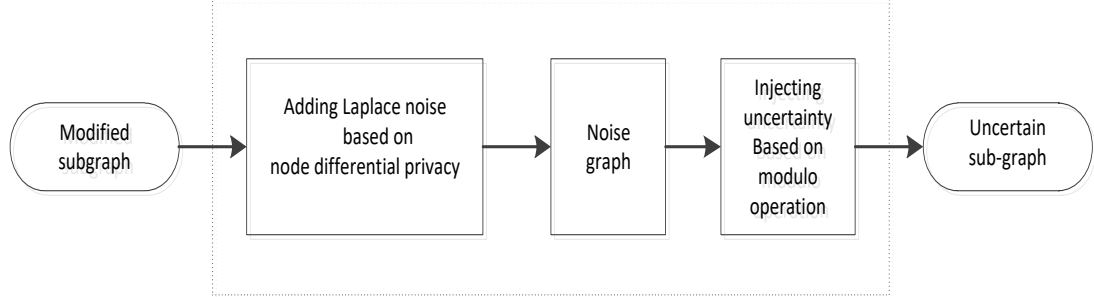 Modified
subgraph
Adding Laplace noise
based on
node differential privacy
Noise
graph
Injecting
uncertainty
Based on
modulo
operation
Uncertain
sub-graph